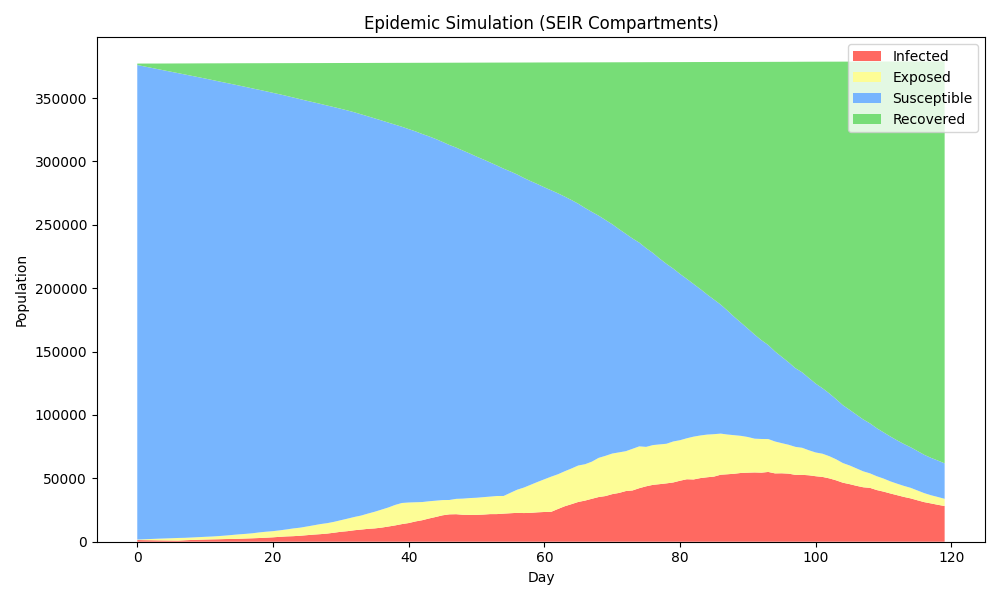 Epidemic Simulation (SEIR Compartments)
Infected
Exposed
Susceptible
Recovered
Population
350000
300000
250000
200000
150000
100000
50000
0
0 20 40 60 80 100 120
Day